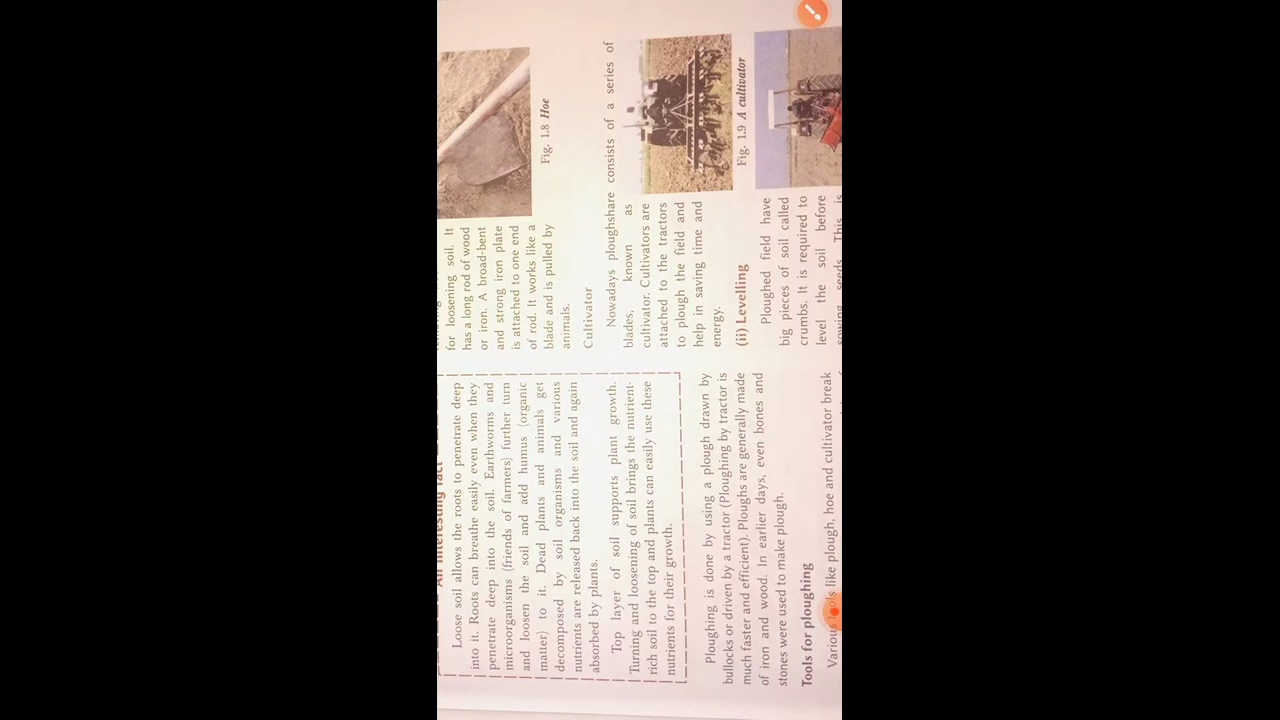 An interesting fact
Loose soil allows the roots to penetrate deep
into it. Roots can breathe easily even when they
penetrate deep into the soil. Earthworms and
microorganisms (friends of farmers) further turn
and loosen the soil and add humus (organic
matter) to it. Dead plants and animals get
decomposed by soil organisms and various
nutrients are released back into the soil and again
absorbed by plants.
Top layer of soil supports plant growth.
Turning and loosening of soil brings the nutrient-
rich soil to the top and plants can easily use these
nutrients for their growth.
Ploughing is done by using a plough drawn by
bullocks or driven by a tractor (Ploughing by tractor is
much faster and efficient). Ploughs are generally made
of iron and wood. In earlier days, even bones and
stones were used to make plough.
Tools for ploughing
Various tools like plough, hoe and cultivator break
for loosening soil. It
has a long rod of wood
or iron. A broad-bent
and strong iron plate
is attached to one end
of rod. It works like a
blade and is pulled by
animals.
Fig. 1.8 Hoe
Cultivator
Nowadays ploughshare consists of a series of
blades, known as
cultivator. Cultivators are
attached to the tractors
to plough the field and
help in saving time and
energy.
Fig. 1.9 A cultivator
(ii) Levelling
Ploughed field have
big pieces of soil called
crumbs. It is required to
level the soil before
sowing seeds. This is